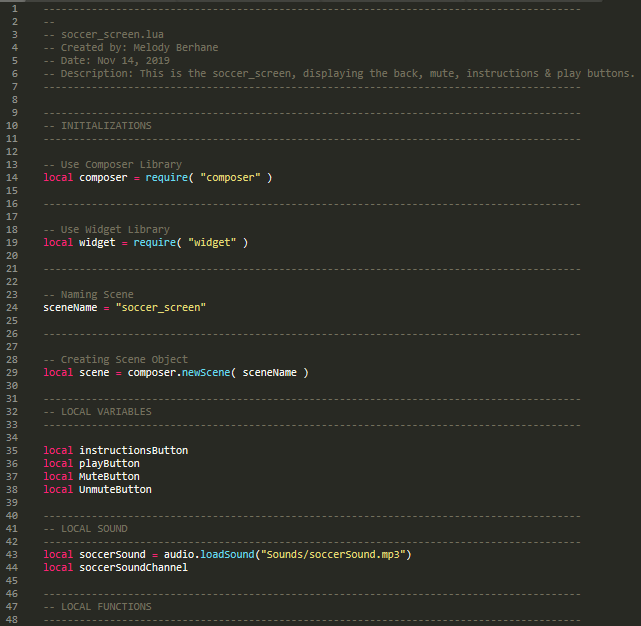 1 -----------------------------------------------------------------------------------------
2 --
3 -- soccer_screen.lua
4 -- Created by: Melody Berhane
5 -- Date: Nov 14, 2019
6 -- Description: This is the soccer_screen, displaying the back, mute, instructions & play buttons.
7 -----------------------------------------------------------------------------------------
8
9 -----------------------------------------------------------------------------------------
10 -- INITIALIZATIONS
11 -----------------------------------------------------------------------------------------
12
13 -- Use Composer Library
14 local composer = require( "composer" )
15
16 -----------------------------------------------------------------------------------------
17
18 -- Use Widget Library
19 local widget = require( "widget" )
20
21 -----------------------------------------------------------------------------------------
22
23 -- Naming Scene
24 sceneName = "soccer_screen"
25
26 -----------------------------------------------------------------------------------------
27
28 -- Creating Scene Object
29 local scene = composer.newScene( sceneName )
30
31 -----------------------------------------------------------------------------------------
32 -- LOCAL VARIABLES
33 -----------------------------------------------------------------------------------------
34
35 local instructionsButton
36 local playButton
37 local MuteButton
38 local UnmuteButton
39
40 -----------------------------------------------------------------------------------------
41 -- LOCAL SOUND
42 -----------------------------------------------------------------------------------------
43 local soccerSound = audio.loadSound("Sounds/soccerSound.mp3")
44 local soccerSoundChannel
45
46 -----------------------------------------------------------------------------------------
47 -- LOCAL FUNCTIONS
48 -----------------------------------------------------------------------------------------